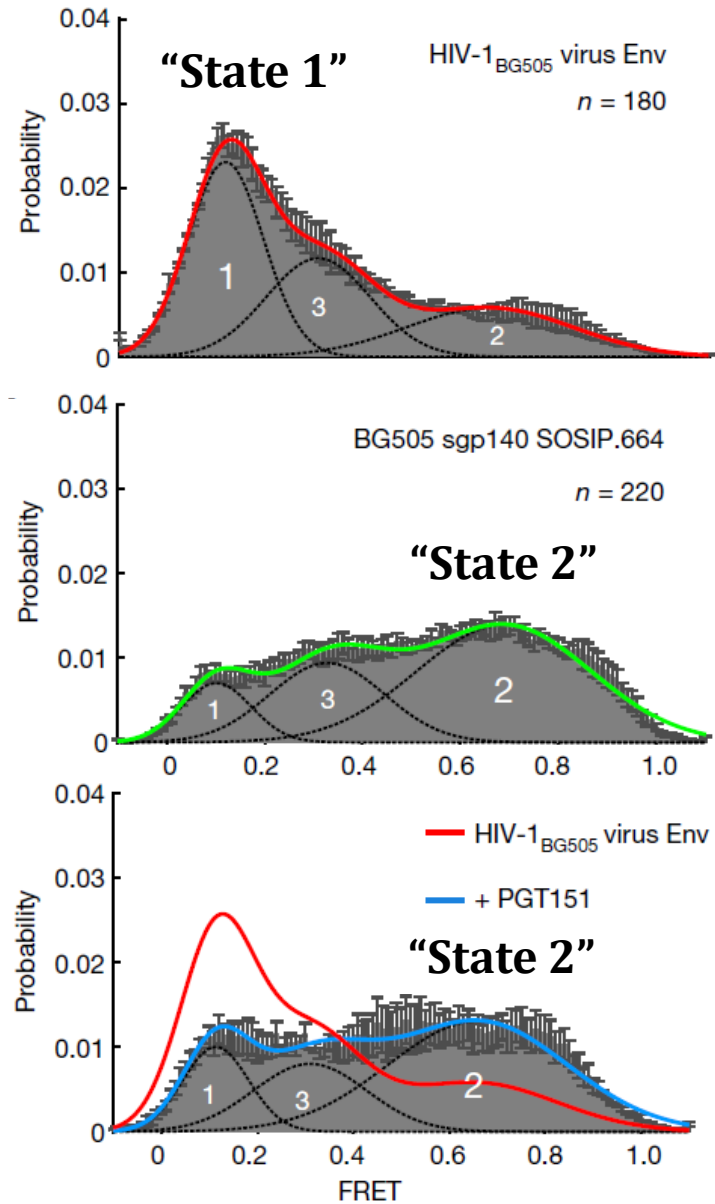 0.04
“State 1”
HIV-1BG505 virus Env
n = 180
0.03
Probability
0.02
0.01
0
1
3
2
0.04
BG505 sgp140 SOSIP.664
n = 220
0.03
“State 2”
Probability
0.02
0.01
0
1
3
2
0 0.2 0.4 0.6 0.8 1.0
0.04
HIV-1BG505 virus Env
+ PGT151
0.03
“State 2”
Probability
0.02
0.01
0
1
3
2
0 0.2 0.4 0.6 0.8 1.0
FRET